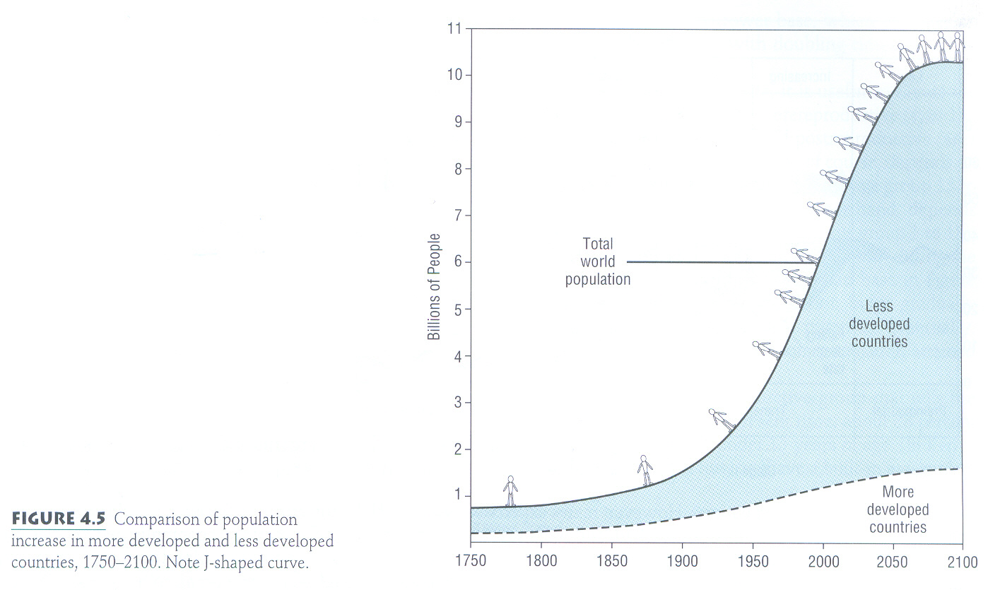 FIGURE 4.5 Comparison of population
increase in more developed and less developed
countries, 1750–2100. Note J-shaped curve.
Billions of People
11
10
9
8
7
6
5
4
3
2
1
Total
world
population
Less
developed
countries
More
developed
countries
1750 1800 1850 1900 1950 2000 2050 2100